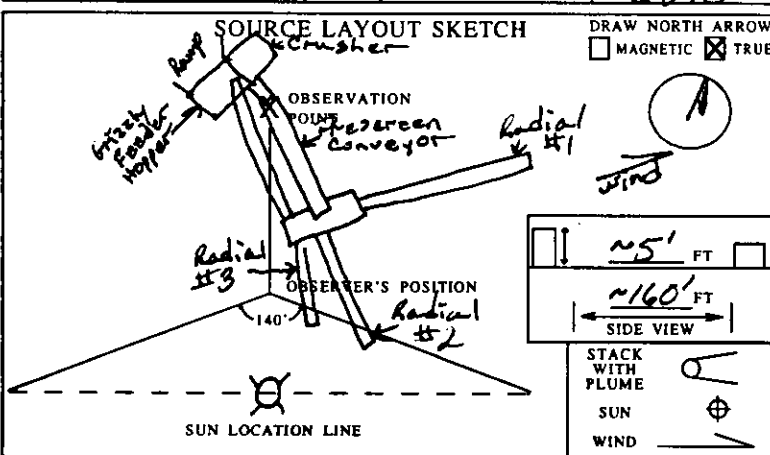 SOURCE LAYOUT SKETCH
DRAW NORTH ARROW
MAGNETIC TRUE
Crusher
Ramp
Grizzly
Feeder
Hopper
OBSERVATION
POINT
Prescreen
Conveyor
Radial
#1
wind
~5' FT
~160' FT
SIDE VIEW
Radial
#3
OBSERVER'S POSITION
140°
Radial
#2
SUN LOCATION LINE
STACK
WITH
PLUME
SUN
WIND